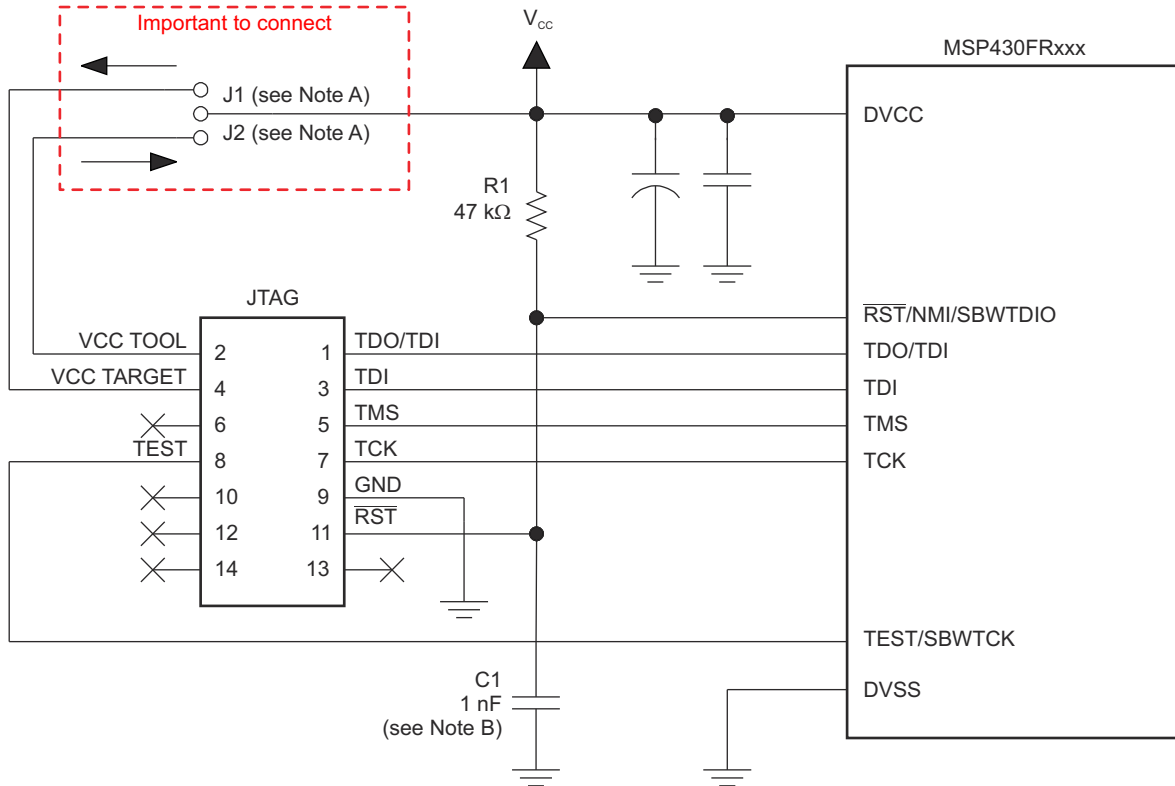 Important to connect
VCC
MSP430FRxxx
J1 (see Note A)
J2 (see Note A)
DVCC
R1
47 kΩ
JTAG
RST/NMI/SBWTDIO
VCC TOOL
2
1
TDO/TDI
TDO/TDI
VCC TARGET
4
3
TDI
TDI
6
5
TMS
TMS
TEST
8
7
TCK
TCK
10
9
GND
12
11
RST
14
13
TEST/SBWTCK
C1
1 nF
(see Note B)
DVSS